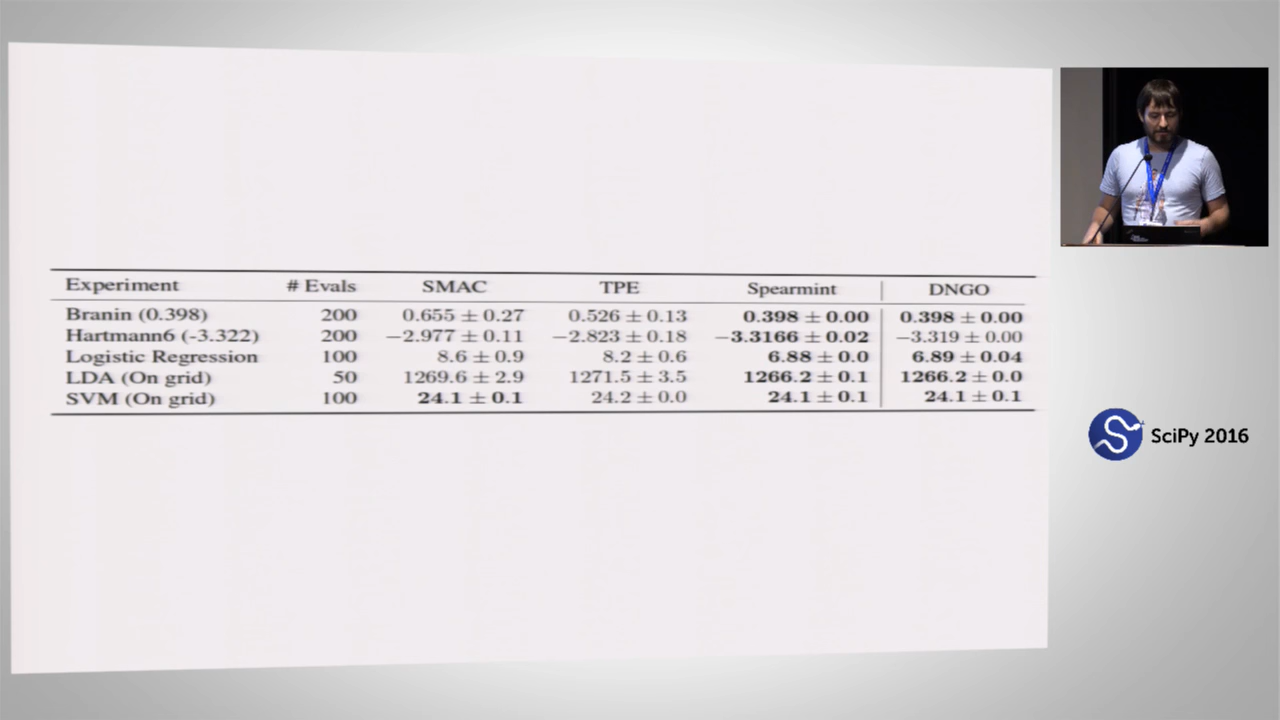 Experiment # Evals SMAC TPE Spearmint DNGO
Branin (0.398) 200 0.655 ± 0.27 0.526 ± 0.13 0.398 ± 0.00 0.398 ± 0.00
Hartmann6 (-3.322) 200 −2.977 ± 0.11 −2.823 ± 0.18 −3.3166 ± 0.02 −3.319 ± 0.00
Logistic Regression 100 8.6 ± 0.9 8.2 ± 0.6 6.88 ± 0.0 6.89 ± 0.04
LDA (On grid) 50 1269.6 ± 2.9 1271.5 ± 3.5 1266.2 ± 0.1 1266.2 ± 0.0
SVM (On grid) 100 24.1 ± 0.1 24.2 ± 0.0 24.1 ± 0.1 24.1 ± 0.1
SciPy 2016